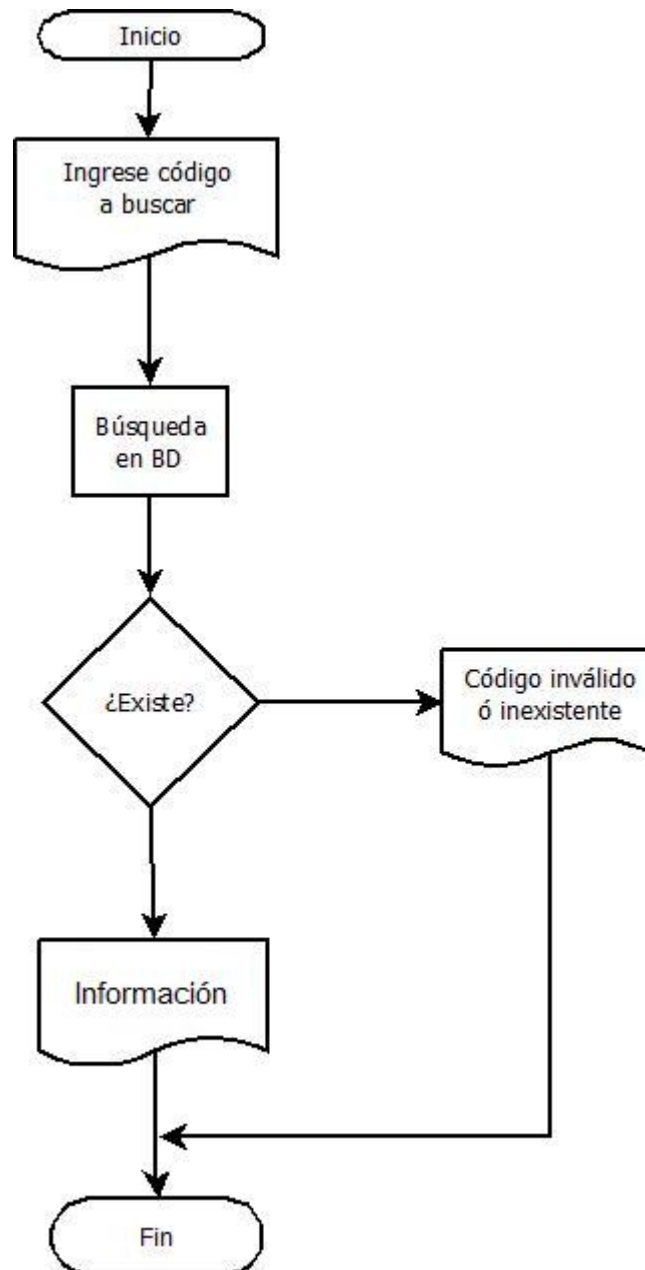 Inicio
Ingrese código
a buscar
Búsqueda
en BD
¿Existe?
Código inválido
ó inexistente
Información
Fin